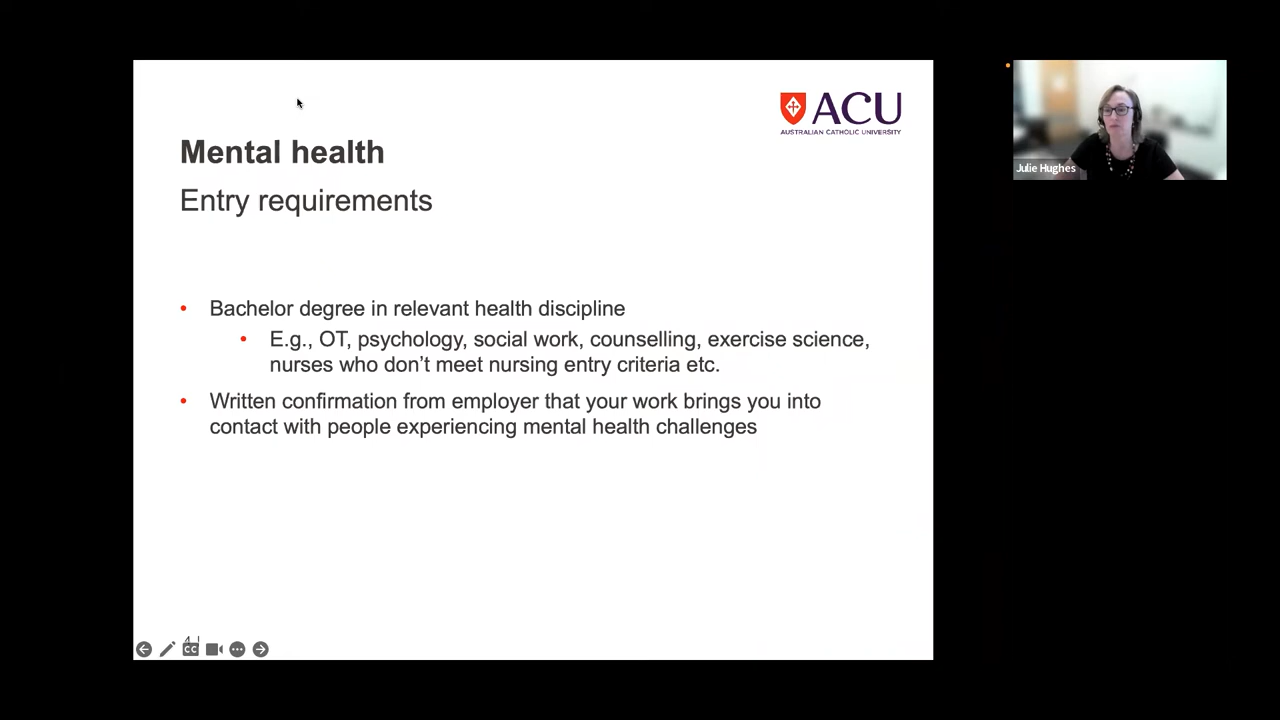 ACU
AUSTRALIAN CATHOLIC UNIVERSITY
Mental health
Entry requirements
• Bachelor degree in relevant health discipline
• E.g., OT, psychology, social work, counselling, exercise science,
nurses who don’t meet nursing entry criteria etc.
• Written confirmation from employer that your work brings you into
contact with people experiencing mental health challenges
CC
Julie Hughes